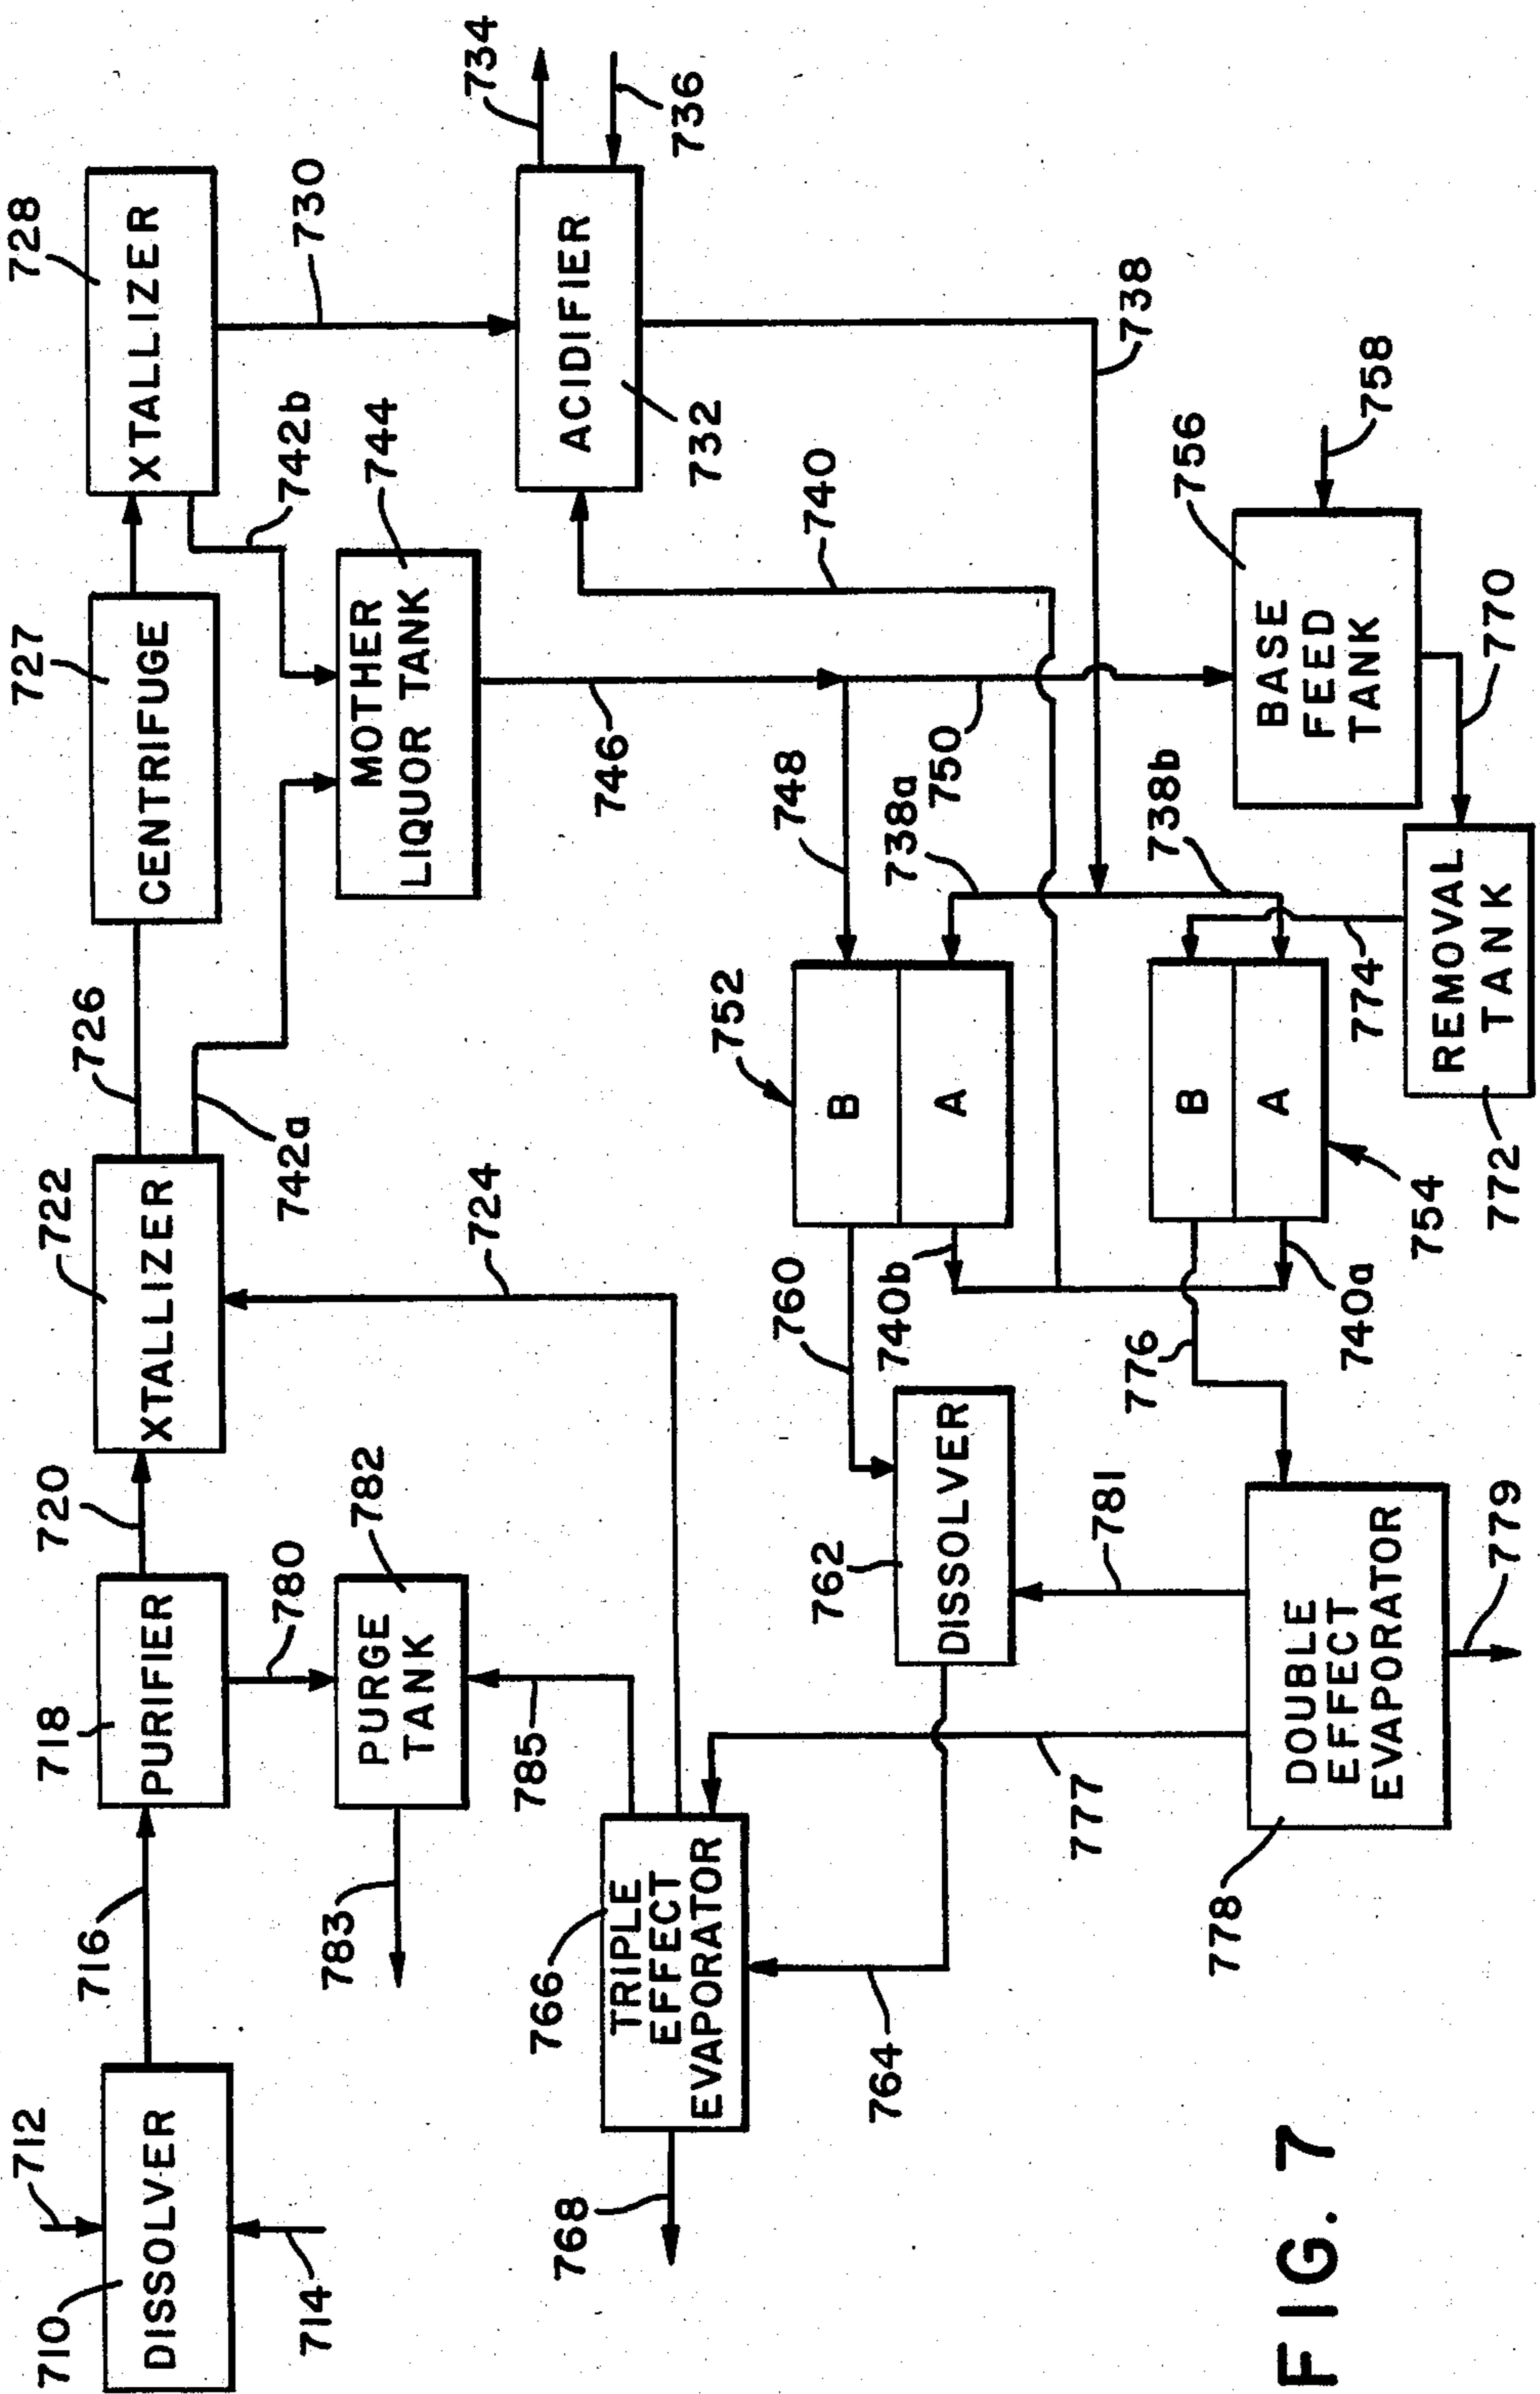 710
712
DISSOLVER
714
716
718
PURIFIER
720
722
XTALLIZER
726
727
CENTRIFUGE
728
XTALLIZER
780
782
PURGE
TANK
783
785
724
742a
742b
744
MOTHER
LIQUOR TANK
730
734
ACIDIFIER
732
736
766
TRIPLE
EFFECT
EVAPORATOR
768
764
746
740
738
762
DISSOLVER
760
740b
752
B
A
748
738a
750
777
781
776
740a
B
A
754
774
738b
756
BASE
FEED
TANK
758
770
772
REMOVAL
TANK
778
DOUBLE
EFFECT
EVAPORATOR
779
FIG. 7